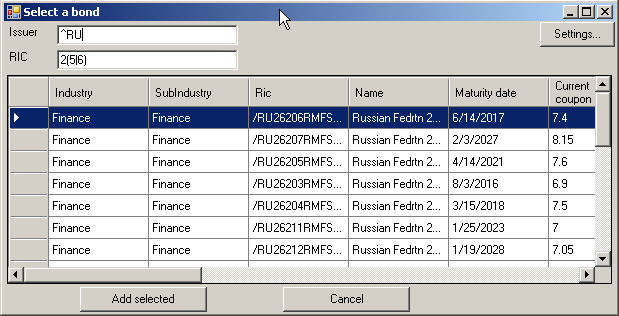 Select a bond
Issuer ^RU Settings...
RIC 2(5|6)
Industry SubIndustry Ric Name Maturity date Current coupon
Finance Finance /RU26206RMFS... Russian Fedrtn 2... 6/14/2017 7.4
Finance Finance /RU26207RMFS... Russian Fedrtn 2... 2/3/2027 8.15
Finance Finance /RU26205RMFS... Russian Fedrtn 2... 4/14/2021 7.6
Finance Finance /RU26203RMFS... Russian Fedrtn 2... 8/3/2016 6.9
Finance Finance /RU26204RMFS... Russian Fedrtn 2... 3/15/2018 7.5
Finance Finance /RU26211RMFS... Russian Fedrtn 2... 1/25/2023 7
Finance Finance /RU26212RMFS... Russian Fedrtn 2... 1/19/2028 7.05
Add selected Cancel